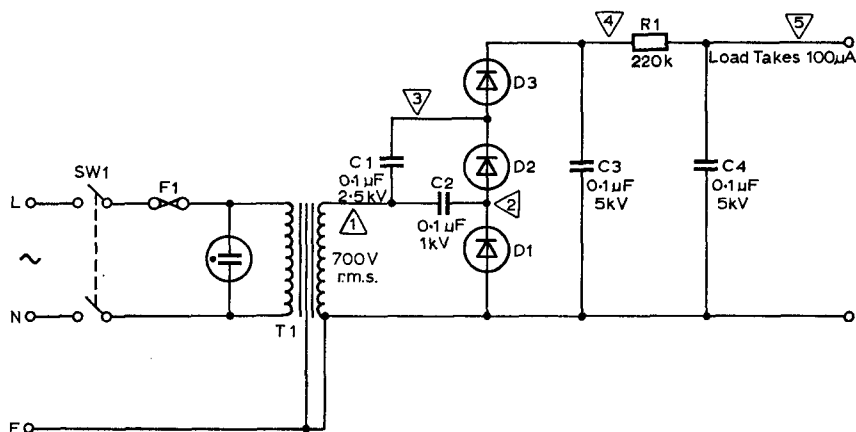 4
R1
5
220k
Load Takes 100µA
D3
3
C1
0·1µF
2·5kV
D2
C2
0·1µF
1kV
2
C3
0·1µF
5kV
C4
0·1µF
5kV
SW1
F1
L
1
D1
700V
r.m.s.
~
N
T1
E